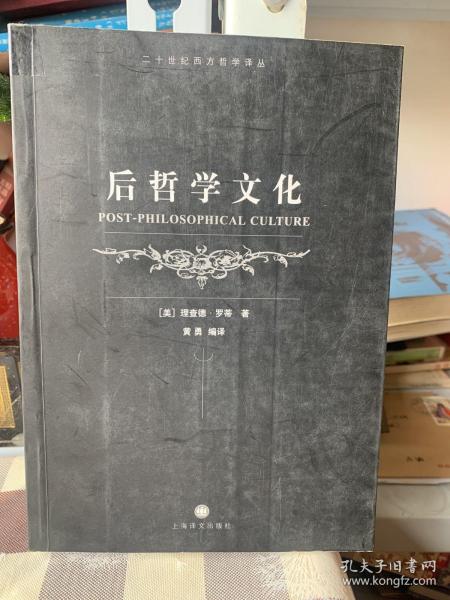 二十世纪西方哲学译丛
后哲学文化
POST-PHILOSOPHICAL CULTURE
[美] 理查德·罗蒂 著
黄勇 编译
上海译文出版社
孔夫子旧书网
www.kongfz.com